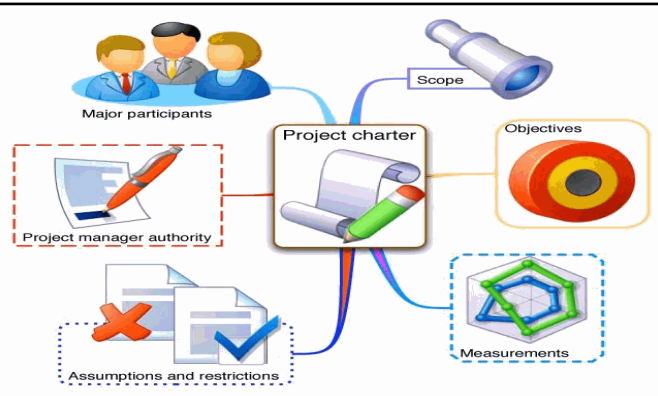 Scope
Major participants
Project charter
Objectives
Project manager authority
Measurements
Assumptions and restrictions